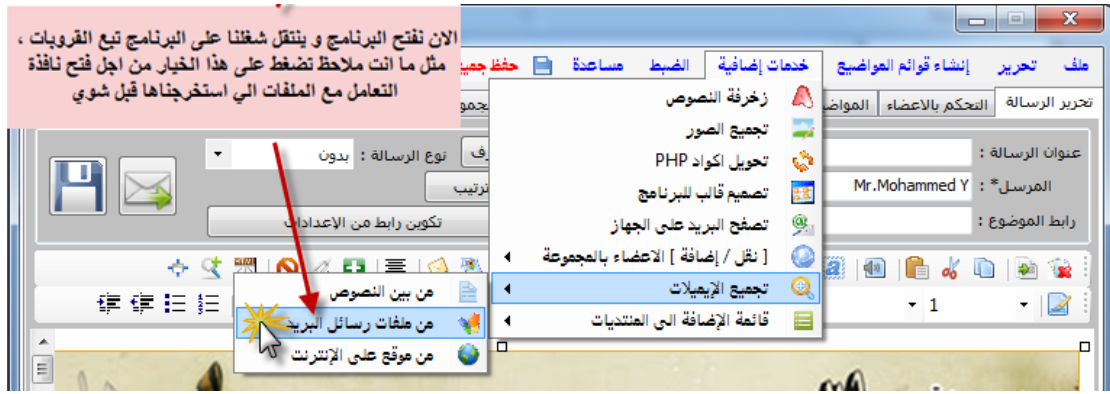 الان نفتح البرنامج و ينتقل شغلنا على البرنامج تبع القروبات ،
مثل ما انت ملاحظ تضغط على هذا الخيار من اجل فتح نافذة
التعامل مع الملفات الي استخرجناها قبل شوي
ملف تحرير إنشاء قوائم المواضيع خدمات إضافية الضبط مساعدة حفظ
تحرير الرسالة التحكم بالاعضاء
زخرفة النصوص
تجميع الصور
تحويل اكواد PHP
تصميم قالب للبرنامج
تصفح البريد على الجهاز
[ نقل / إضافة ] الاعضاء بالمجموعة
تجميع الإيميلات
قائمة الإضافة الى المنتديات
عنوان الرسالة :
المرسل* : Mr.Mohammed Y
رابط الموضوع :
نوع الرسالة : بدون
تكوين رابط من الإعدادات
من بين النصوص
من ملفات رسائل البريد
من موقع على الإنترنت
1